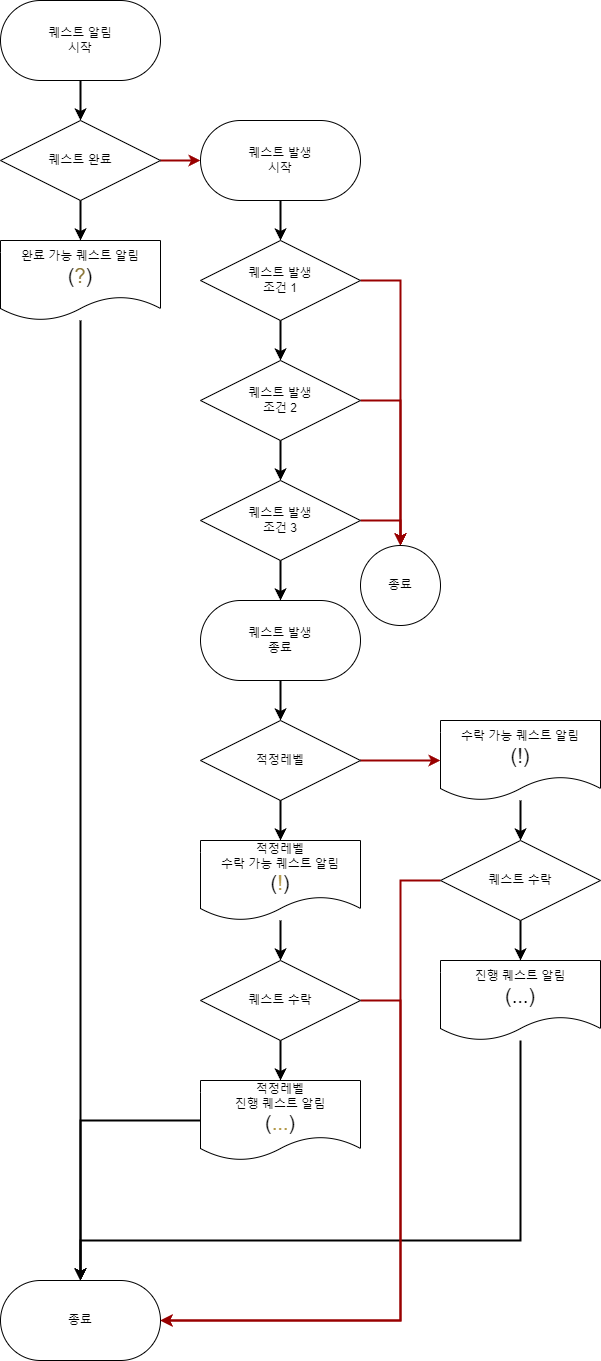 퀘스트 알림
시작
퀘스트 완료
퀘스트 발생
시작
완료 가능 퀘스트 알림
(?)
퀘스트 발생
조건 1
퀘스트 발생
조건 2
퀘스트 발생
조건 3
종료
퀘스트 발생
종료
적정레벨
수락 가능 퀘스트 알림
(!)
적정레벨
수락 가능 퀘스트 알림
(!)
퀘스트 수락
진행 퀘스트 알림
(...)
퀘스트 수락
적정레벨
진행 퀘스트 알림
(...)
종료